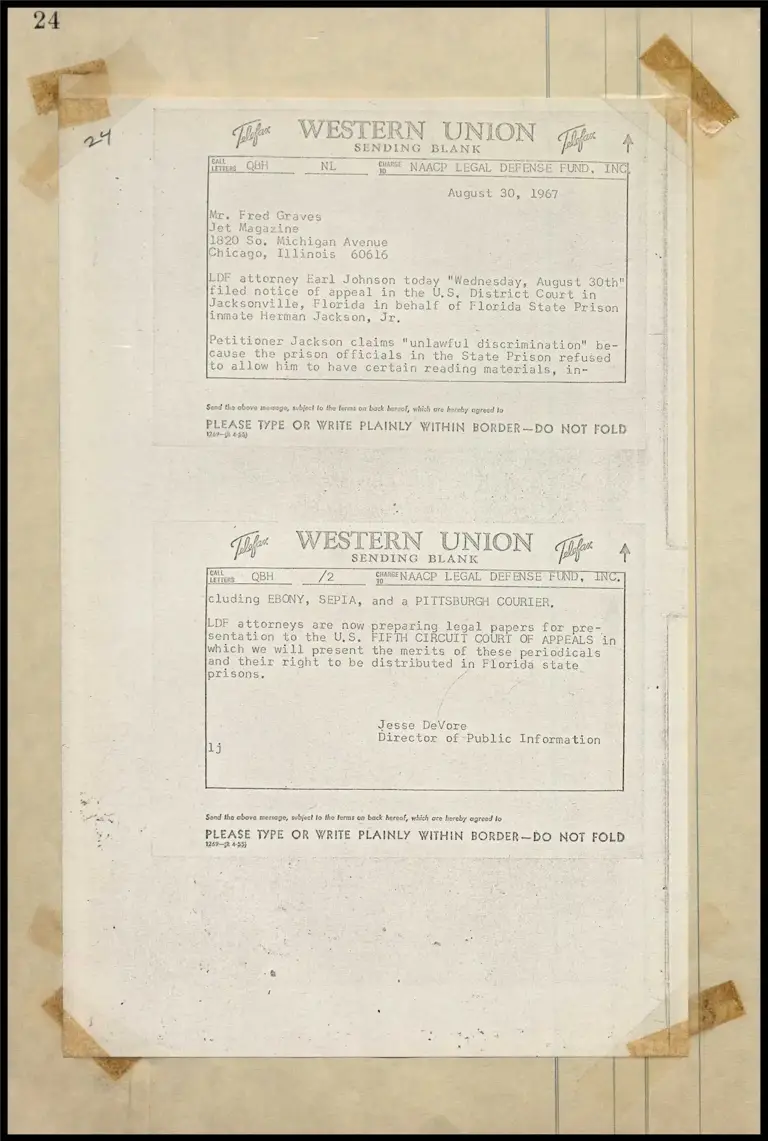 24
24
Telefax WESTERN UNION Telefax
SENDING BLANK
CALL LETTERS QBH NL CHARGE TO NAACP LEGAL DEFENSE FUND, INC.
August 30, 1967
Mr. Fred Graves
Jet Magazine
1820 So. Michigan Avenue
Chicago, Illinois 60616
LDF attorney Earl Johnson today "Wednesday, August 30th"
filed notice of appeal in the U.S. District Court in
Jacksonville, Florida in behalf of Florida State Prison
inmate Herman Jackson, Jr.
Petitioner Jackson claims "unlawful discrimination" be-
cause the prison officials in the State Prison refused
to allow him to have certain reading materials, in-
Send the above message, subject to the terms on back hereof, which are hereby agreed to
PLEASE TYPE OR WRITE PLAINLY WITHIN BORDER—DO NOT FOLD
1269—(R 4-55)
Telefax WESTERN UNION Telefax
SENDING BLANK
CALL LETTERS QBH /2 CHARGE TO NAACP LEGAL DEFENSE FUND, INC.
cluding EBONY, SEPIA, and a PITTSBURGH COURIER.
LDF attorneys are now preparing legal papers for pre-
sentation to the U.S. FIFTH CIRCUIT COURT OF APPEALS in
which we will present the merits of these periodicals
and their right to be distributed in Florida state
prisons.
Jesse DeVore
Director of Public Information
lj
Send the above message, subject to the terms on back hereof, which are hereby agreed to
PLEASE TYPE OR WRITE PLAINLY WITHIN BORDER—DO NOT FOLD
1269—(R 4-55)